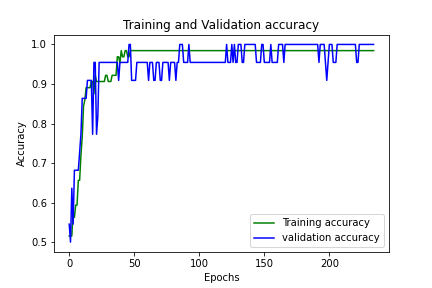 Training and Validation accuracy
1.0
0.9
0.8
0.7
0.6
0.5
Accuracy
0 50 100 150 200
Epochs
Training accuracy
validation accuracy